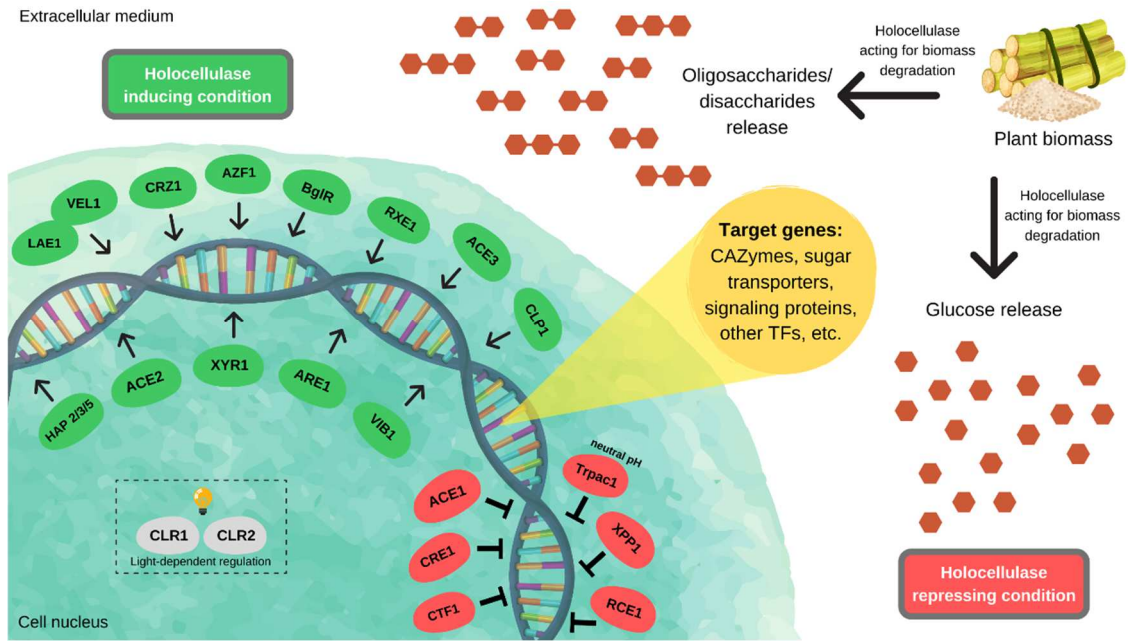 Extracellular medium
Holocellulase
inducing condition
Oligosaccharides/
disaccharides
release
Holocellulase
acting for biomass
degradation
Plant biomass
Holocellulase
acting for biomass
degradation
Glucose release
Holocellulase
repressing condition
Target genes:
CAZymes, sugar
transporters,
signaling proteins,
other TFs, etc.
LAE1
VEL1
CRZ1
AZF1
BglR
RXE1
ACE3
CLP1
HAP 2/3/5
ACE2
XYR1
ARE1
VIB1
CLR1
CLR2
Light-dependent regulation
ACE1
CRE1
CTF1
neutral pH
Trpac1
XPP1
RCE1
Cell nucleus